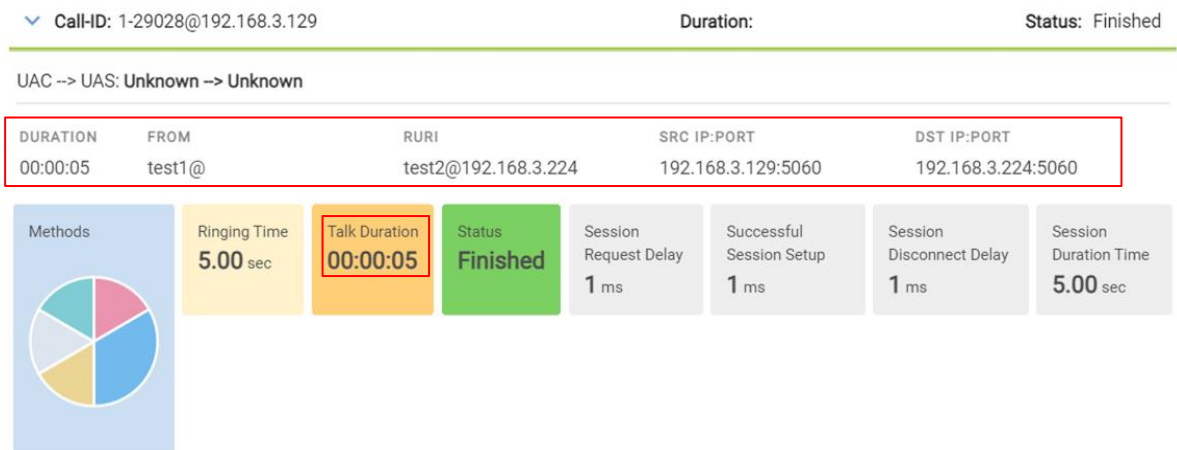 Call-ID: 1-29028@192.168.3.129 Duration: Status: Finished
UAC --> UAS: Unknown --> Unknown
DURATION FROM RURI SRC IP:PORT DST IP:PORT
00:00:05 test1@ test2@192.168.3.224 192.168.3.129:5060 192.168.3.224:5060
Methods
Ringing Time
5.00 sec
Talk Duration
00:00:05
Status
Finished
Session
Request Delay
1 ms
Successful
Session Setup
1 ms
Session
Disconnect Delay
1 ms
Session
Duration Time
5.00 sec